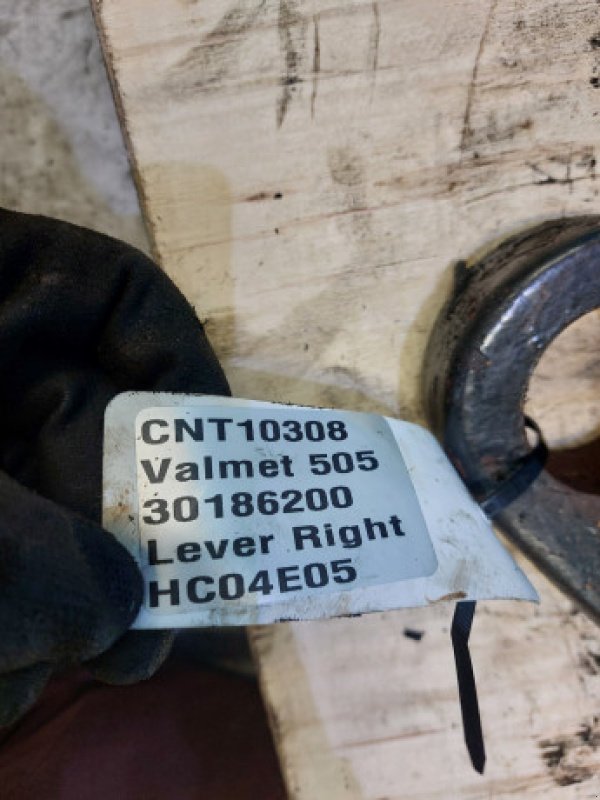 CNT10308
Valmet 505
30186200
Lever Right
HC04E05